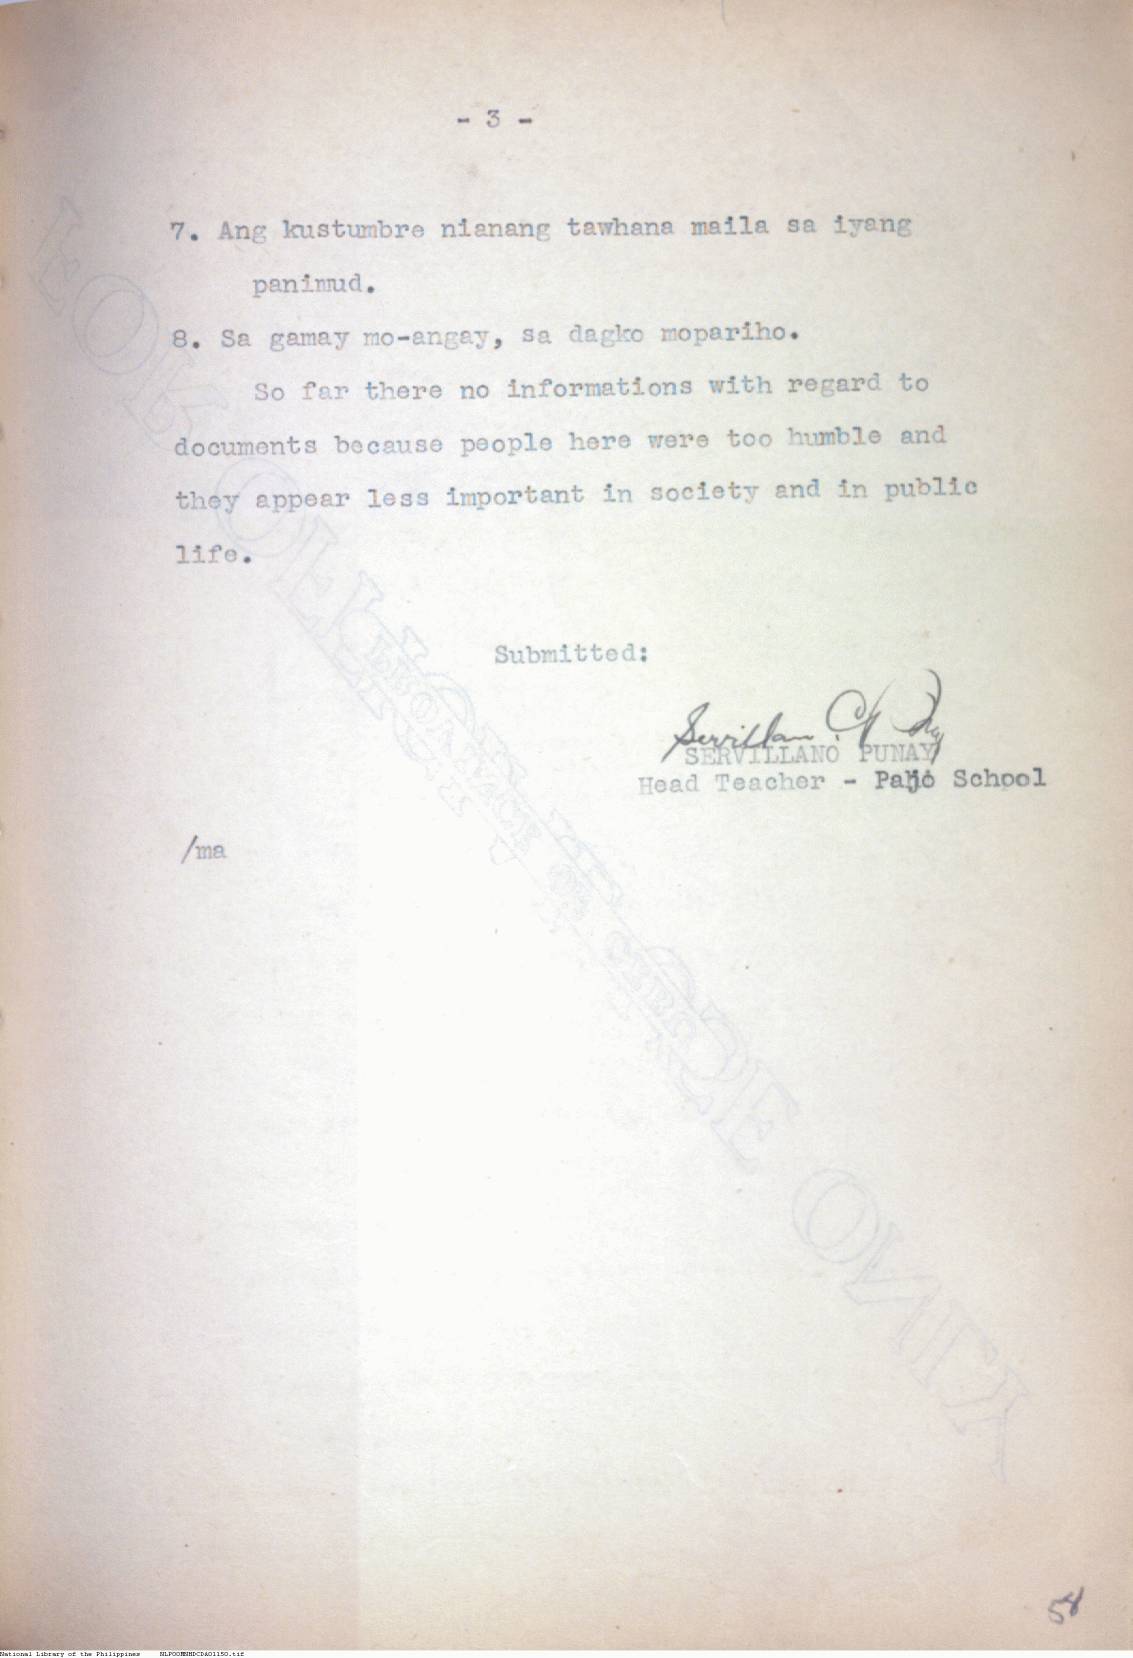 - 3 -
7. Ang kustumbre nianang tawhana maila sa iyang
panimud.
8. Sa gamay mo-angay, sa dagko mopariho.
So far there no informations with regard to
documents because people here were too humble and
they appear less important in society and in public
life.
Submitted:
SERVILLANO PUNAY
Head Teacher - Pajo School
/ma
58
National Library of the Philippines NLPOOMNHDCDA01150.tif